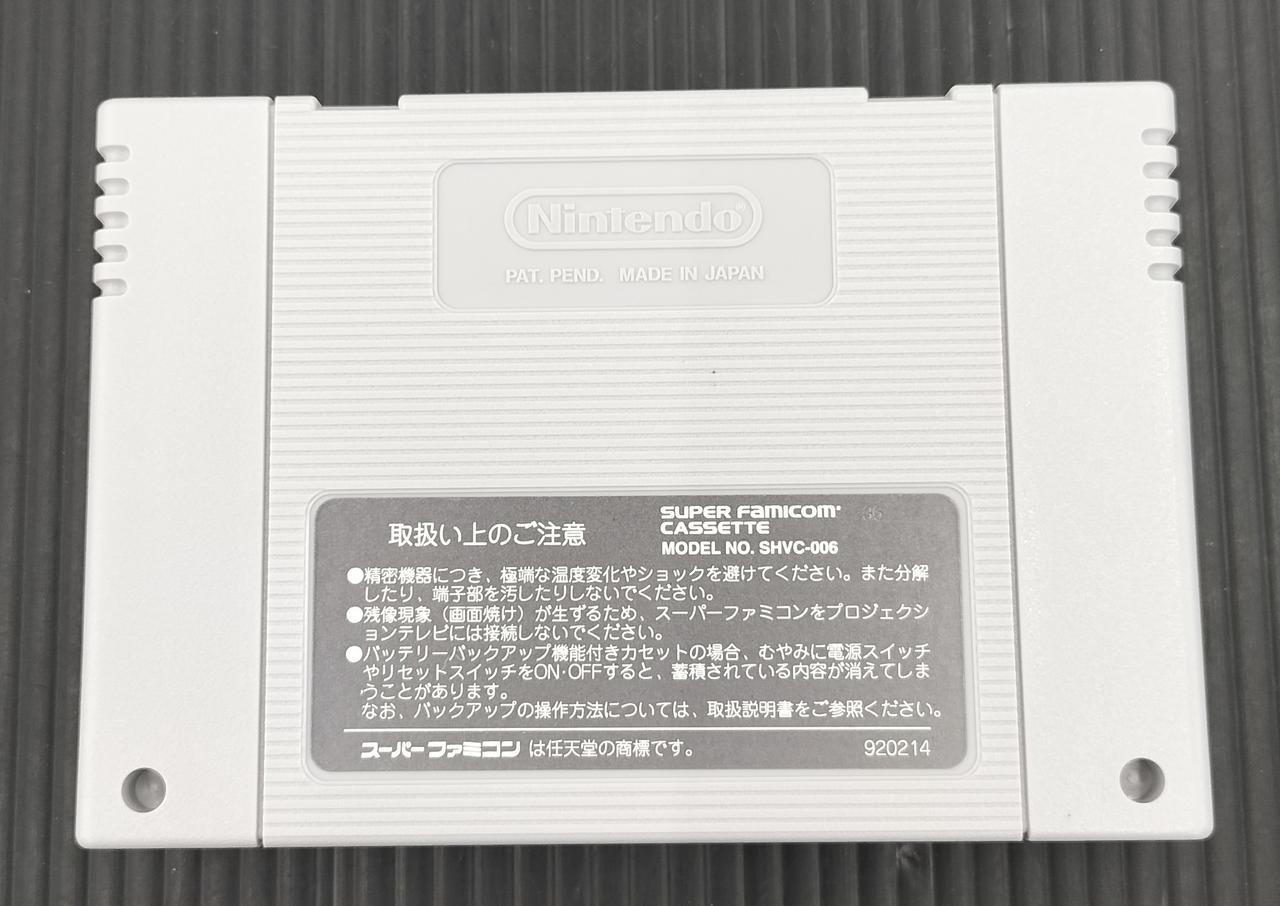 Nintendo®
PAT. PEND. MADE IN JAPAN
取扱い上のご注意
SUPER Famicom
CASSETTE
MODEL NO. SHVC-006
●精密機器につき、極端な温度変化やショックを避けてください。また分解
したり、端子部を汚したりしないでください。
●残像現象（画面焼け）が生ずるため、スーパーファミコンをプロジェクシ
ョンテレビには接続しないでください。
●バッテリーバックアップ機能付きカセットの場合、むやみに電源スイッチ
やリセットスイッチをON・OFFすると、蓄積されている内容が消えてしま
うことがあります。
なお、バックアップの操作方法については、取扱説明書をご参照ください。
スーパーファミコン は任天堂の商標です。
920214